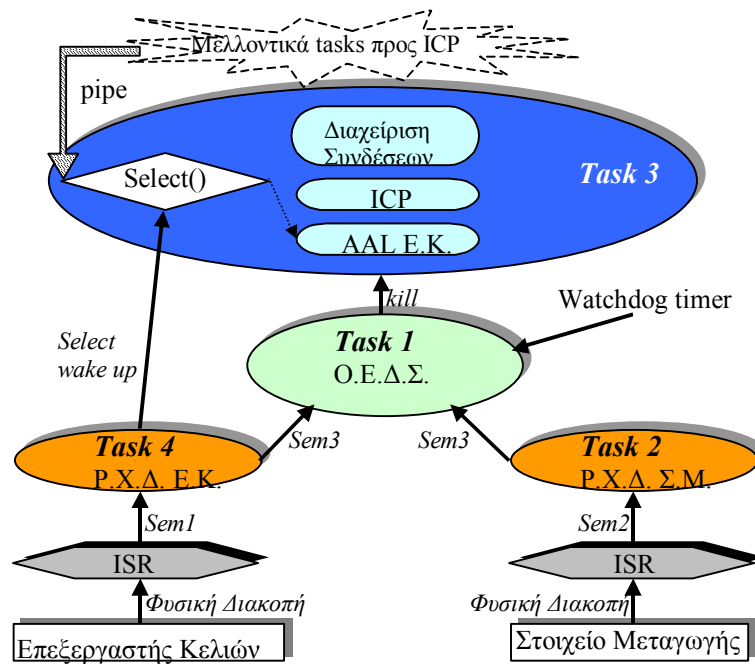 Μελλοντικά tasks προς ICP
pipe
Διαχείριση
Συνδέσεων
Task 3
Select()
ICP
AAL Ε.Κ.
kill
Watchdog timer
Select
wake up
Task 1
Ο.Ε.Δ.Σ.
Sem3
Sem3
Task 4
Ρ.Χ.Δ. Ε.Κ.
Task 2
Ρ.Χ.Δ. Σ.Μ.
Sem1
Sem2
ISR
ISR
Φυσική Διακοπή
Φυσική Διακοπή
Επεξεργαστής Κελιών
Στοιχείο Μεταγωγής